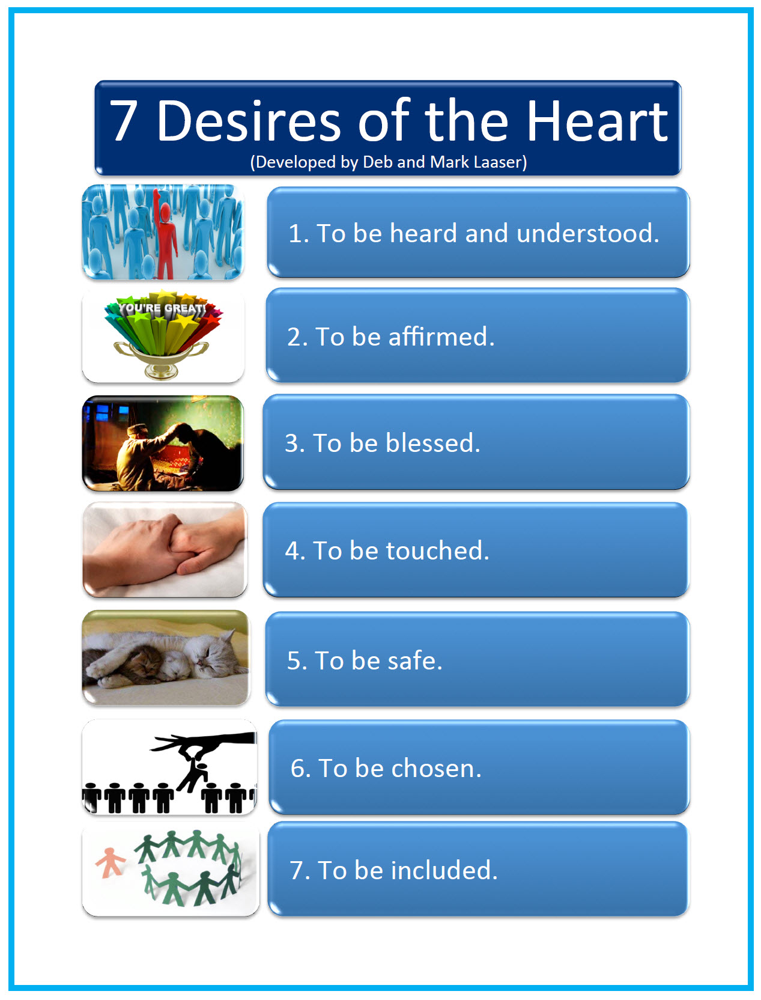 7 Desires of the Heart
(Developed by Deb and Mark Laaser)
1. To be heard and understood.
YOU'RE GREAT!
2. To be affirmed.
3. To be blessed.
4. To be touched.
5. To be safe.
6. To be chosen.
7. To be included.